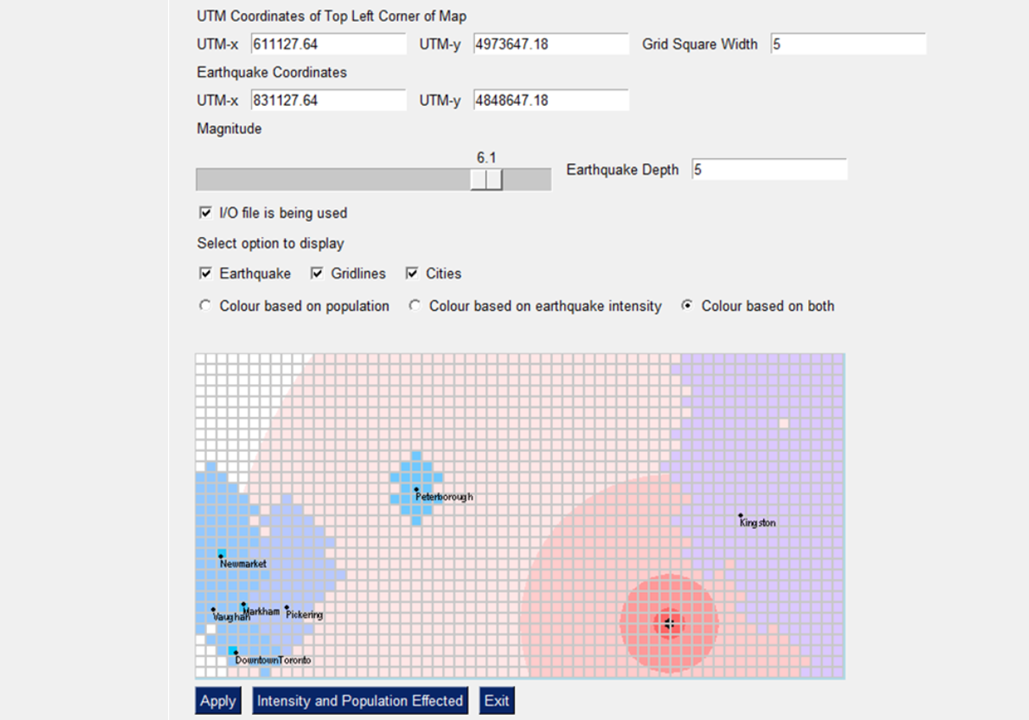 UTM Coordinates of Top Left Corner of Map
UTM-x 611127.64 UTM-y 4973647.18 Grid Square Width 5
Earthquake Coordinates
UTM-x 831127.64 UTM-y 4848647.18
Magnitude
6.1
Earthquake Depth 5
I/O file is being used
Select option to display
Earthquake Gridlines Cities
Colour based on population Colour based on earthquake intensity Colour based on both
Peterborough
Kingston
Newmarket
Markham
Vaughan
Pickering
DowntownToronto
Apply Intensity and Population Effected Exit